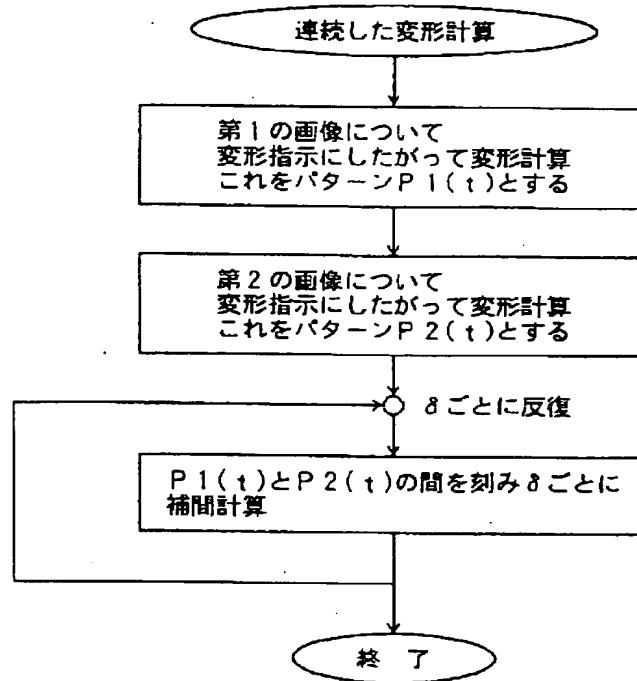 連続した変形計算
第1の画像について
変形指示にしたがって変形計算
これをパターンP1(t)とする
第2の画像について
変形指示にしたがって変形計算
これをパターンP2(t)とする
δごとに反復
P1(t)とP2(t)の間を刻みδごとに
補間計算
終 了